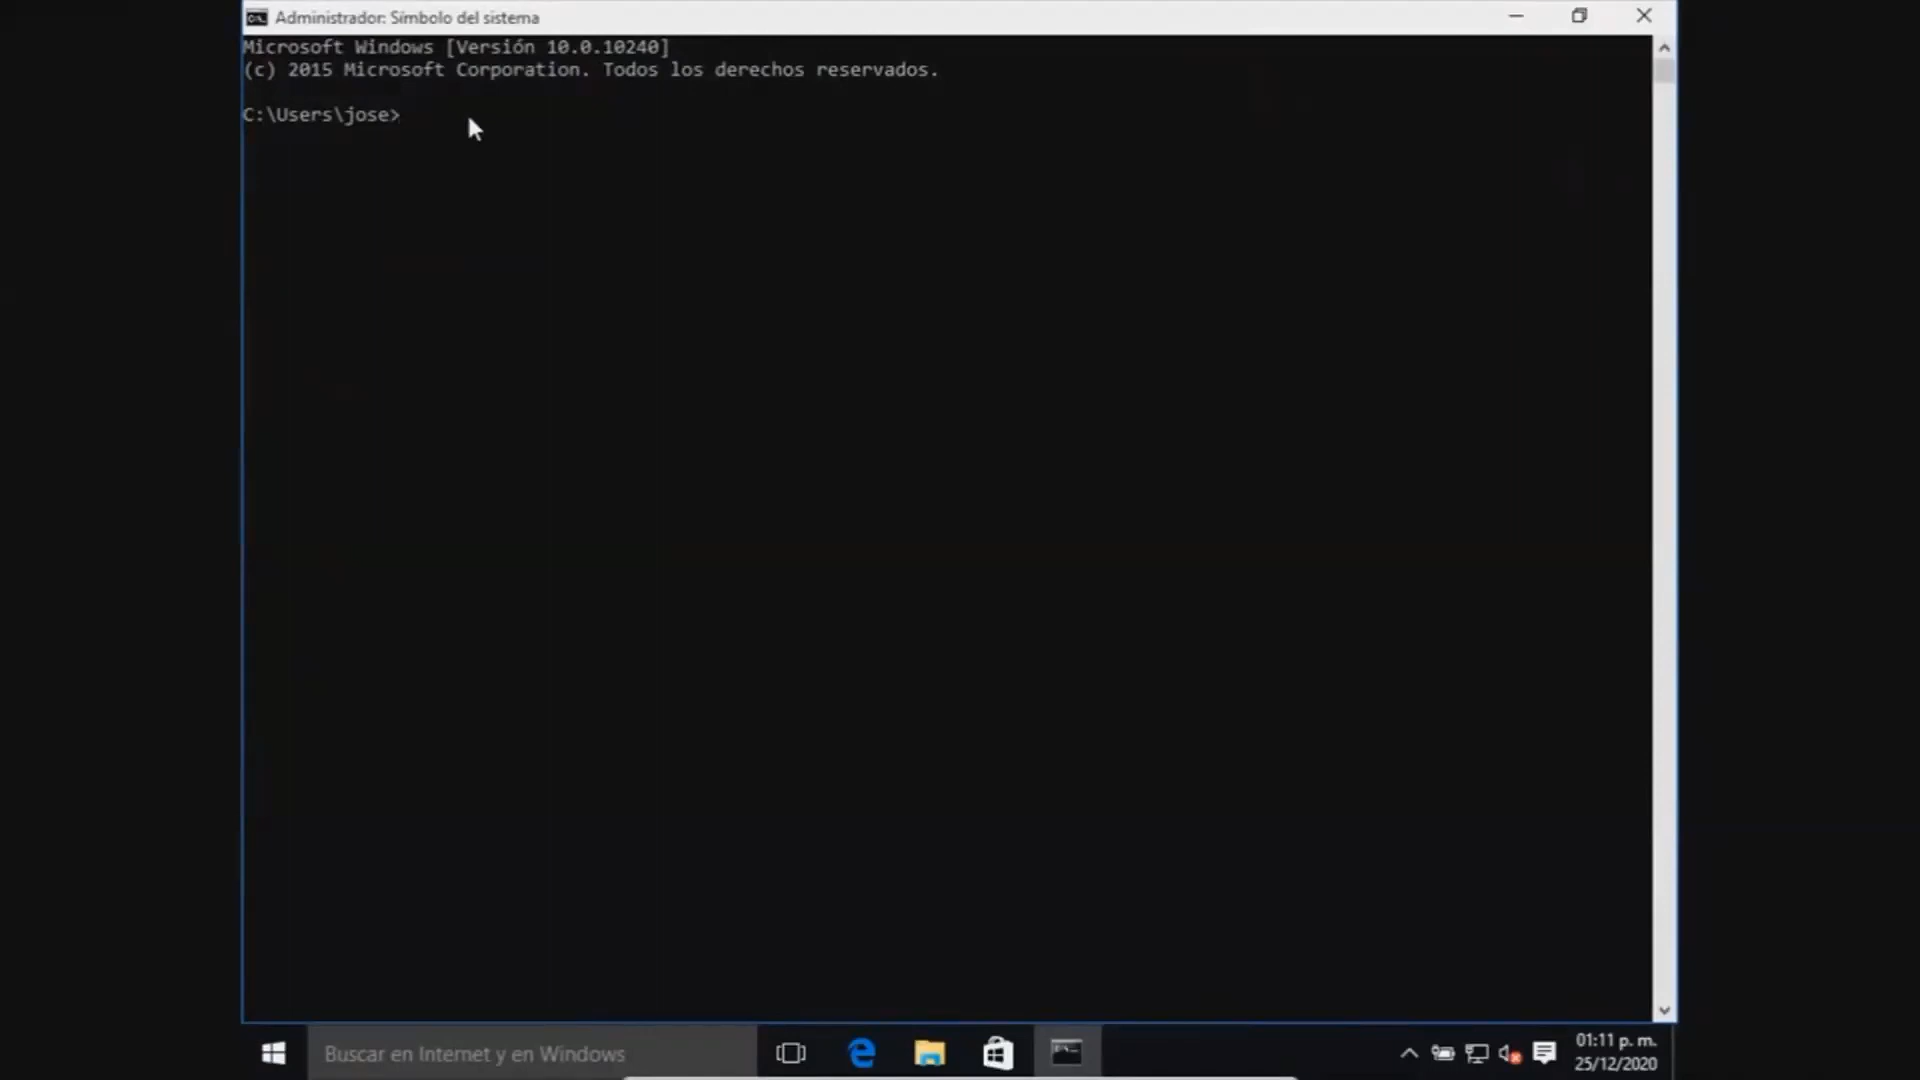 Administrador: Símbolo del sistema
Microsoft Windows [Versión 10.0.10240]
(c) 2015 Microsoft Corporation. Todos los derechos reservados.
C:\Users\jose>
Buscar en Internet y en Windows
01:11 p. m.
25/12/2020